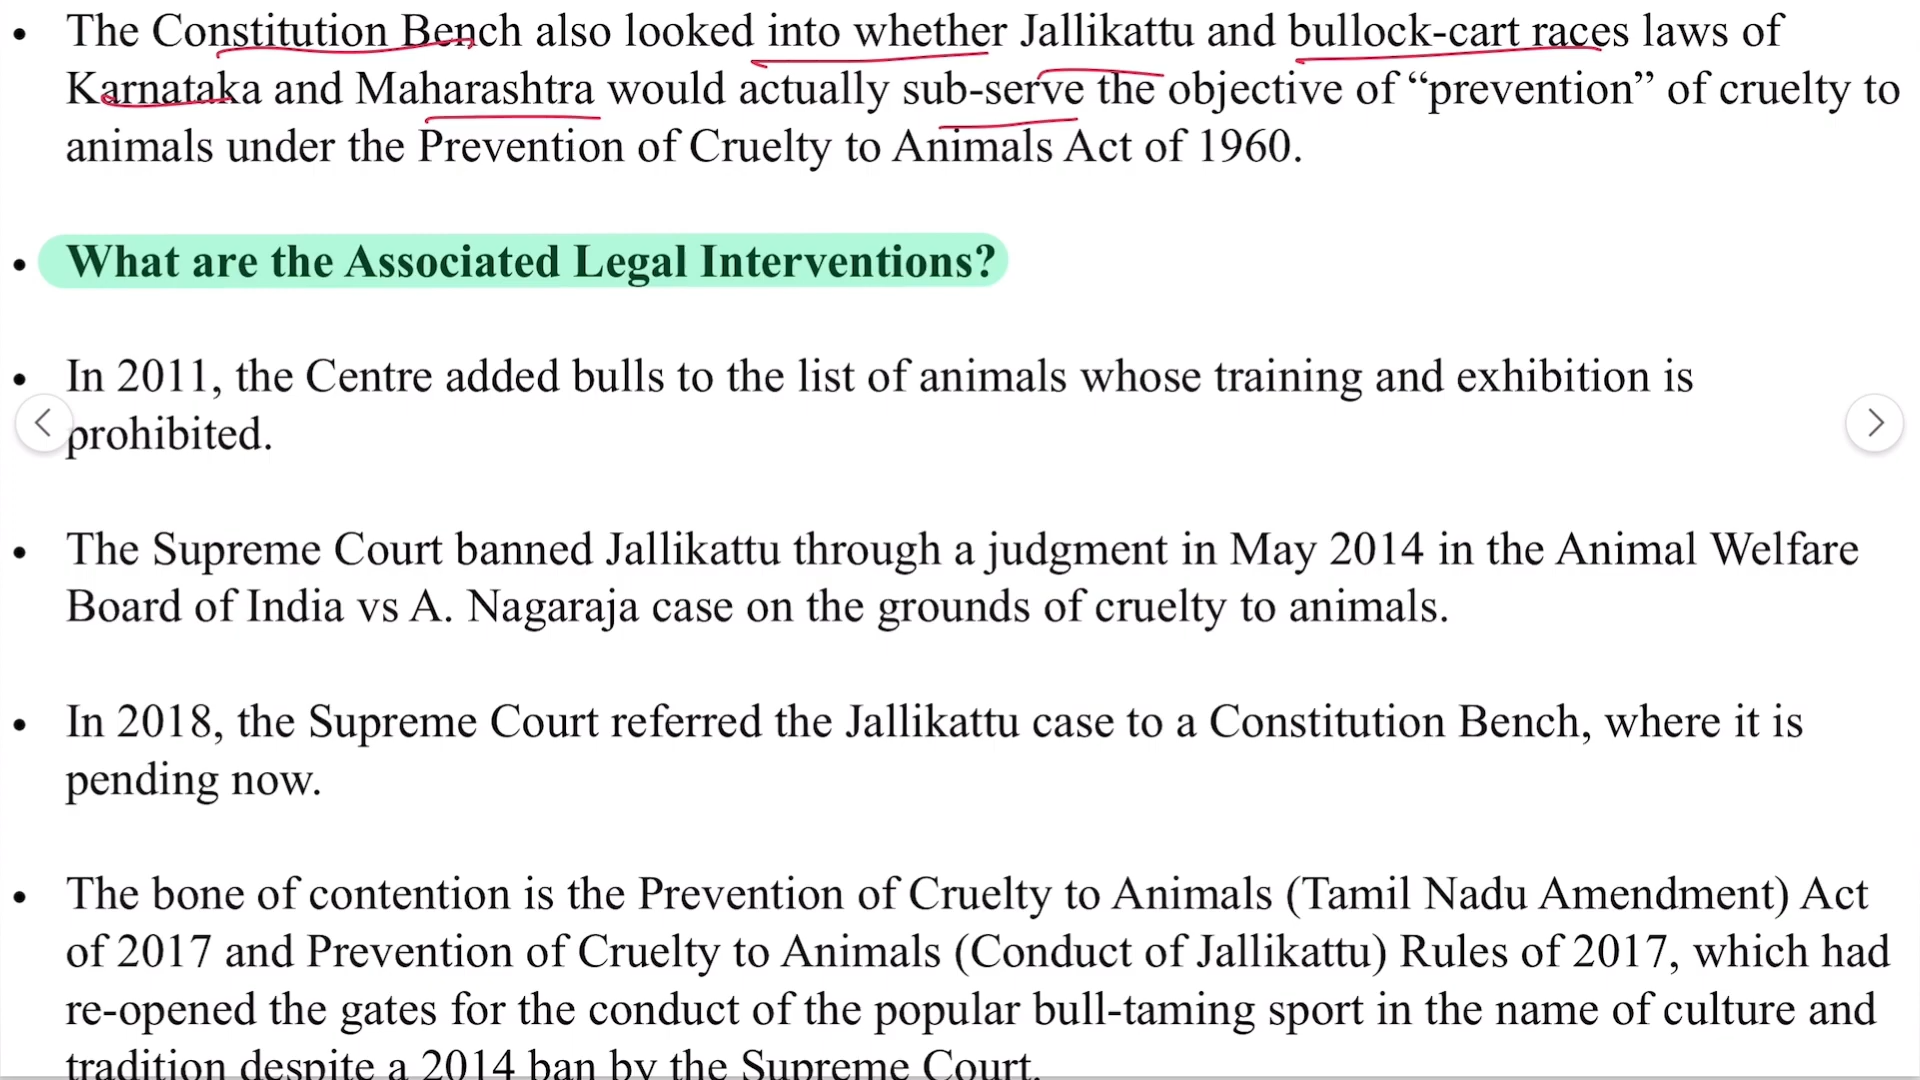 • The Constitution Bench also looked into whether Jallikattu and bullock-cart races laws of
Karnataka and Maharashtra would actually sub-serve the objective of “prevention” of cruelty to
animals under the Prevention of Cruelty to Animals Act of 1960.
• What are the Associated Legal Interventions?
• In 2011, the Centre added bulls to the list of animals whose training and exhibition is
prohibited.
• The Supreme Court banned Jallikattu through a judgment in May 2014 in the Animal Welfare
Board of India vs A. Nagaraja case on the grounds of cruelty to animals.
• In 2018, the Supreme Court referred the Jallikattu case to a Constitution Bench, where it is
pending now.
• The bone of contention is the Prevention of Cruelty to Animals (Tamil Nadu Amendment) Act
of 2017 and Prevention of Cruelty to Animals (Conduct of Jallikattu) Rules of 2017, which had
re-opened the gates for the conduct of the popular bull-taming sport in the name of culture and
tradition despite a 2014 ban by the Supreme Court.